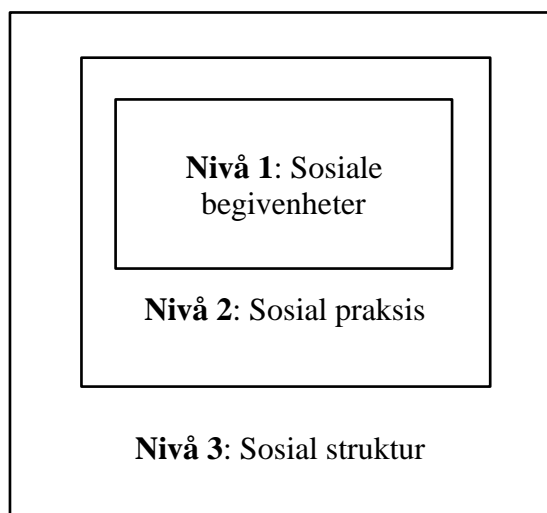 Nivå 1: Sosiale
begivenheter
Nivå 2: Sosial praksis
Nivå 3: Sosial struktur